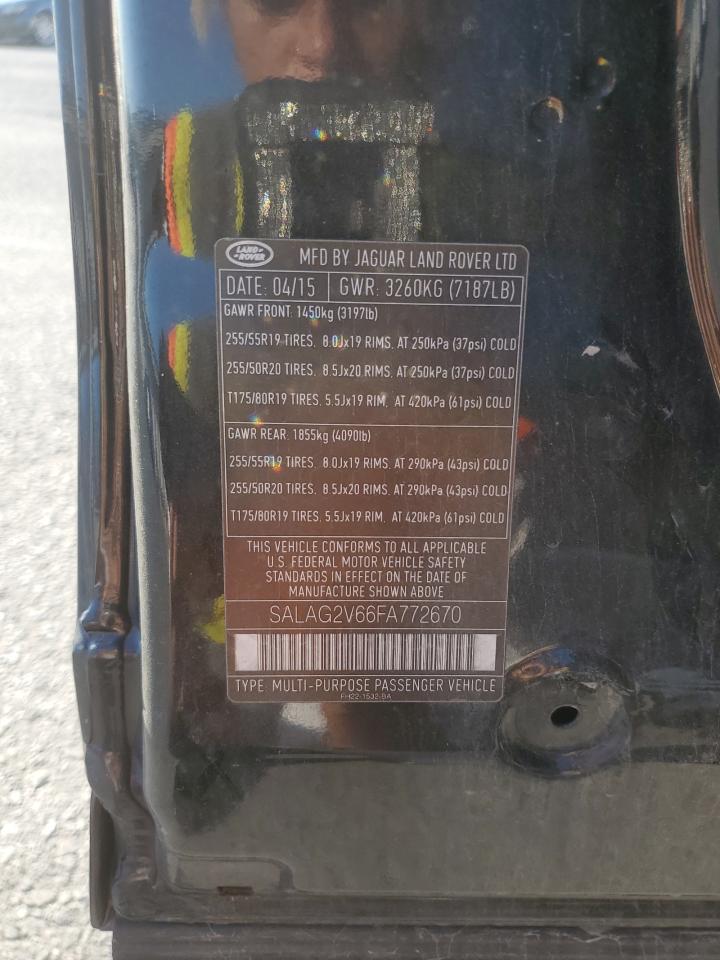 LAND ROVER
MFD BY JAGUAR LAND ROVER LTD
DATE: 04/15 GWR: 3260KG (7187LB)
GAWR FRONT: 1450kg (3197lb)
255/55R19 TIRES. 8.0Jx19 RIMS. AT 250kPa (37psi) COLD
255/50R20 TIRES. 8.5Jx20 RIMS. AT 250kPa (37psi) COLD
T175/80R19 TIRES. 5.5Jx19 RIM. AT 420kPa (61psi) COLD
GAWR REAR: 1855kg (4090lb)
255/55R19 TIRES. 8.0Jx19 RIMS. AT 290kPa (43psi) COLD
255/50R20 TIRES. 8.5Jx20 RIMS. AT 290kPa (43psi) COLD
T175/80R19 TIRES. 5.5Jx19 RIM. AT 420kPa (61psi) COLD
THIS VEHICLE CONFORMS TO ALL APPLICABLE
U.S. FEDERAL MOTOR VEHICLE SAFETY
STANDARDS IN EFFECT ON THE DATE OF
MANUFACTURE SHOWN ABOVE
SALAG2V66FA772670
TYPE: MULTI-PURPOSE PASSENGER VEHICLE
FH22-1532-BA